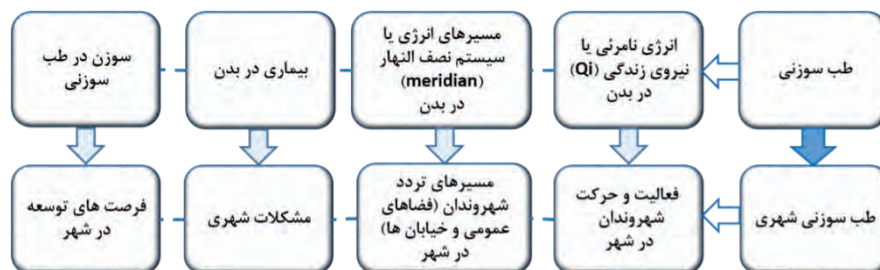 طب سوزنی
انرژی نامرئی یا
نیروی زندگی (Qi)
در بدن
مسیرهای انرژی یا
سیستم نصف النهار
(meridian)
در بدن
بیماری در بدن
سوزن در طب
سوزنی
طب سوزنی شهری
فعالیت و حرکت
شهروندان
در شهر
مسیرهای تردد
شهروندان (فضاهای
عمومی و خیابان ها)
در شهر
مشکلات شهری
فرصت های توسعه
در شهر